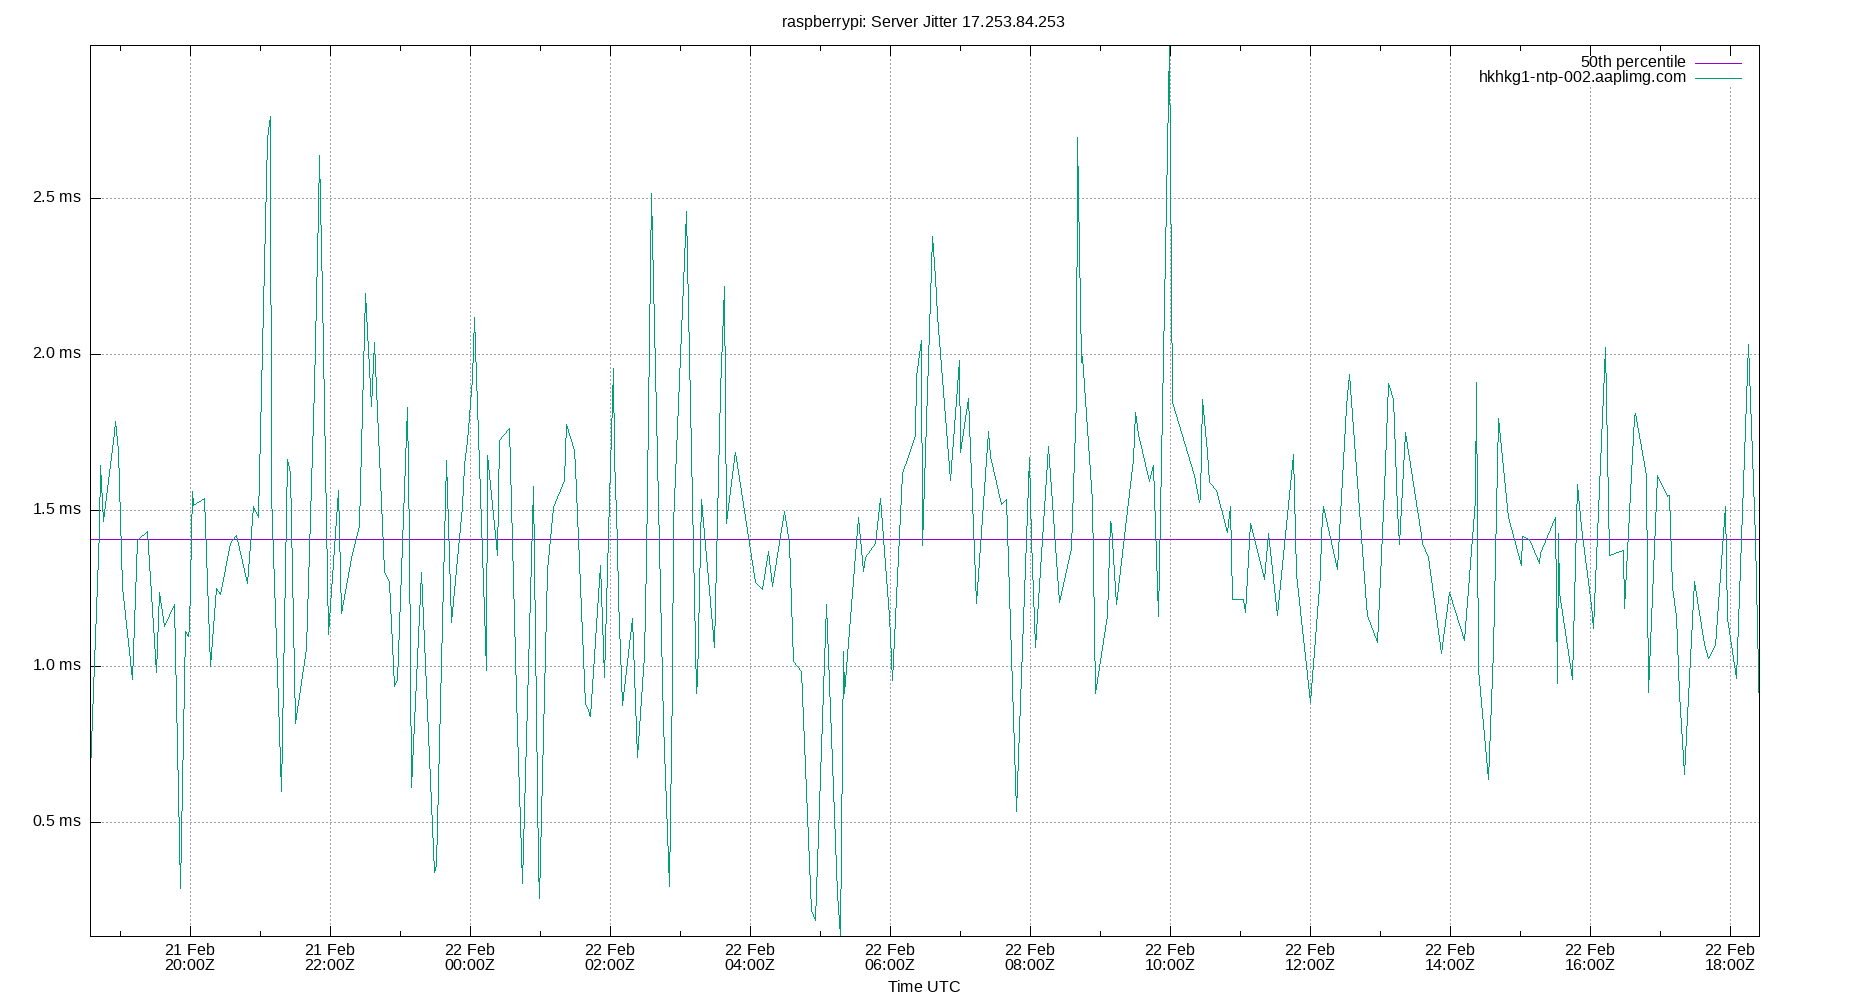 raspberrypi: Server Jitter 17.253.84.253
50th percentile
hkhkg1-ntp-002.aaplimg.com
2.5 ms
2.0 ms
1.5 ms
1.0 ms
0.5 ms
21 Feb 21 Feb 22 Feb 22 Feb 22 Feb 22 Feb 22 Feb 22 Feb 22 Feb 22 Feb 22 Feb 22 Feb
20:00Z 22:00Z 00:00Z 02:00Z 04:00Z 06:00Z 08:00Z 10:00Z 12:00Z 14:00Z 16:00Z 18:00Z
Time UTC